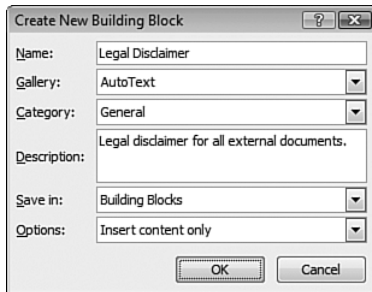 Create New Building Block
Name: Legal Disclaimer
Gallery: AutoText
Category: General
Description: Legal disclaimer for all external documents.
Save in: Building Blocks
Options: Insert content only
OK Cancel